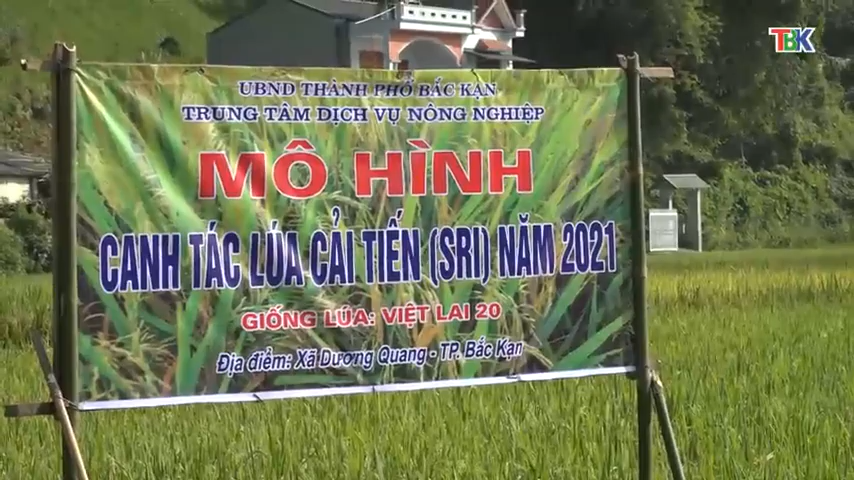 TBK
UBND THÀNH PHỐ BẮC KẠN
TRUNG TÂM DỊCH VỤ NÔNG NGHIỆP
MÔ HÌNH
CANH TÁC LÚA CẢI TIẾN (SRI) NĂM 2021
GIỐNG LÚA: VIỆT LAI 20
Địa điểm: Xã Dương Quang - TP.Bắc Kạn